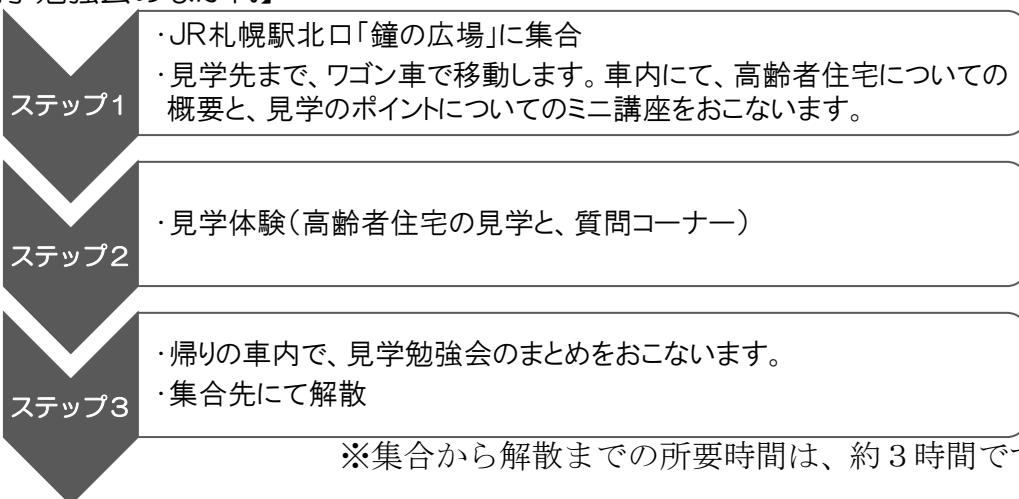 ステップ1
・JR札幌駅北口「鐘の広場」に集合
・見学先まで、ワゴン車で移動します。車内にて、高齢者住宅についての
概要と、見学のポイントについてのミニ講座をおこないます。
ステップ2
・見学体験(高齢者住宅の見学と、質問コーナー)
ステップ3
・帰りの車内で、見学勉強会のまとめをおこないます。
・集合先にて解散
※集合から解散までの所要時間は、約3時間で